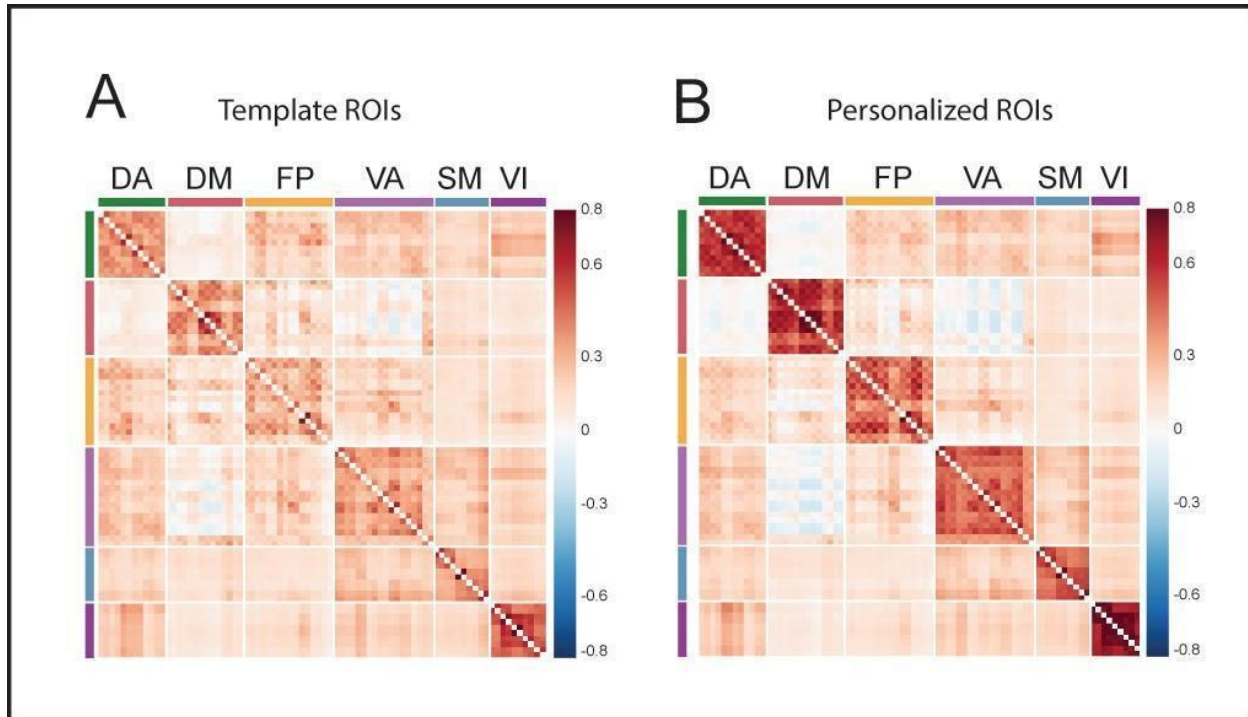 A
Template ROIs
DA DM FP VA SM VI
0.8
0.6
0.3
0
-0.3
-0.6
-0.8
B
Personalized ROIs
DA DM FP VA SM VI
0.8
0.6
0.3
0
-0.3
-0.6
-0.8